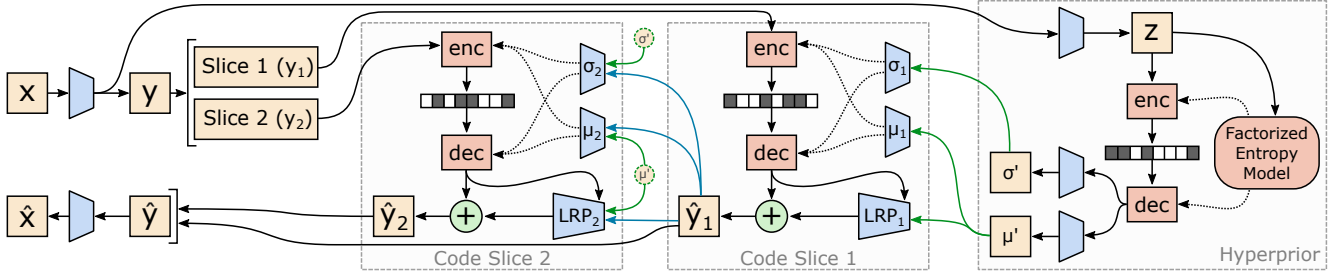 x
y
Slice 1 (y₁)
Slice 2 (y₂)
x̂
ŷ
enc
dec
σ₂
μ₂
σ'
μ'
LRP₂
ŷ₂
+
Code Slice 2
enc
dec
σ₁
μ₁
LRP₁
ŷ₁
+
Code Slice 1
z
enc
dec
Factorized
Entropy
Model
σ'
μ'
Hyperprior